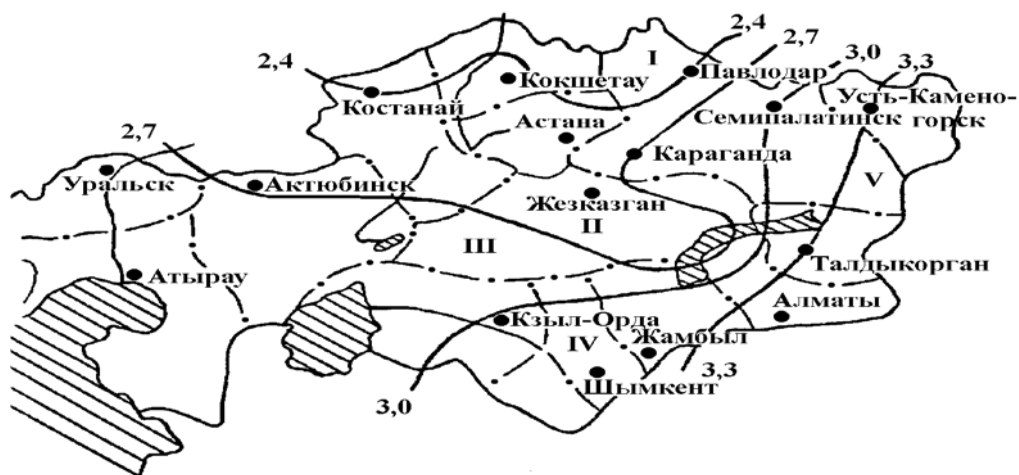 2,4
2,7
3,0
3,3
I
2,4
Кокшетау
Павлодар
Костанай
Усть-Камено-
горск
Семипалатинск
Астана
2,7
Караганда
Уральск
Актюбинск
V
Жезказган
II
III
Атырау
Талдыкорган
Алматы
Кзыл-Орда
IV
Жамбыл
3,3
Шымкент
3,0